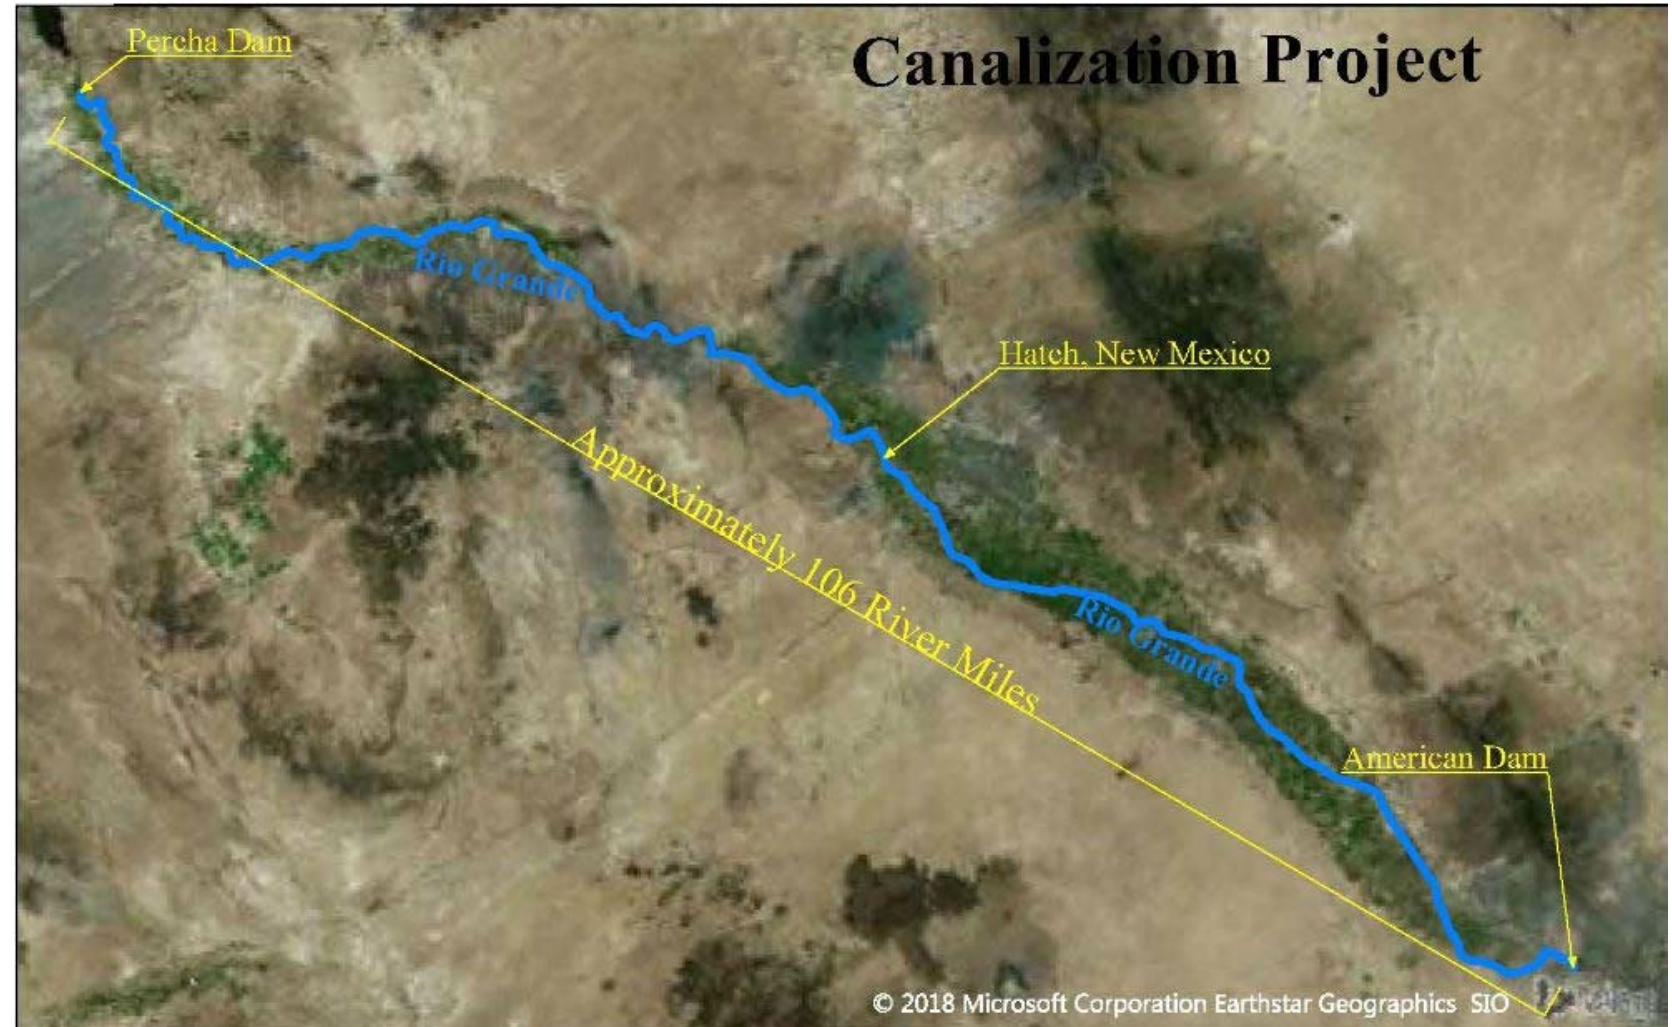 Percha Dam
Canalization Project
Rio Grande
Hatch, New Mexico
Approximately 106 River Miles
Rio Grande
American Dam
© 2018 Microsoft Corporation Earthstar Geographics SIO